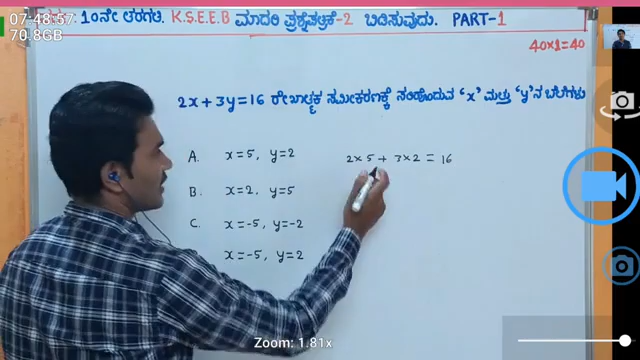 07:48:57
70.8GB
10ನೇ ತರಗತಿ K.S.E.E.B ಮಾದರಿ ಪ್ರಶ್ನೆಪತ್ರಿಕೆ-2 ಬಿಡಿಸುವುದು. PART-1
40x1=40
2x+3y=16 ರೇಖಾತ್ಮಕ ಸಮೀಕರಣಕ್ಕೆ ಸಂಹೊಂದುವ 'x' ಮತ್ತು 'y'ನ ಬೆಲೆಗಳು
A. x=5, y=2
2×5+ 3×2 = 16
B. x=2, y=5
C. x=-5, y=-2
x=-5, y=2
Zoom: 1.81x